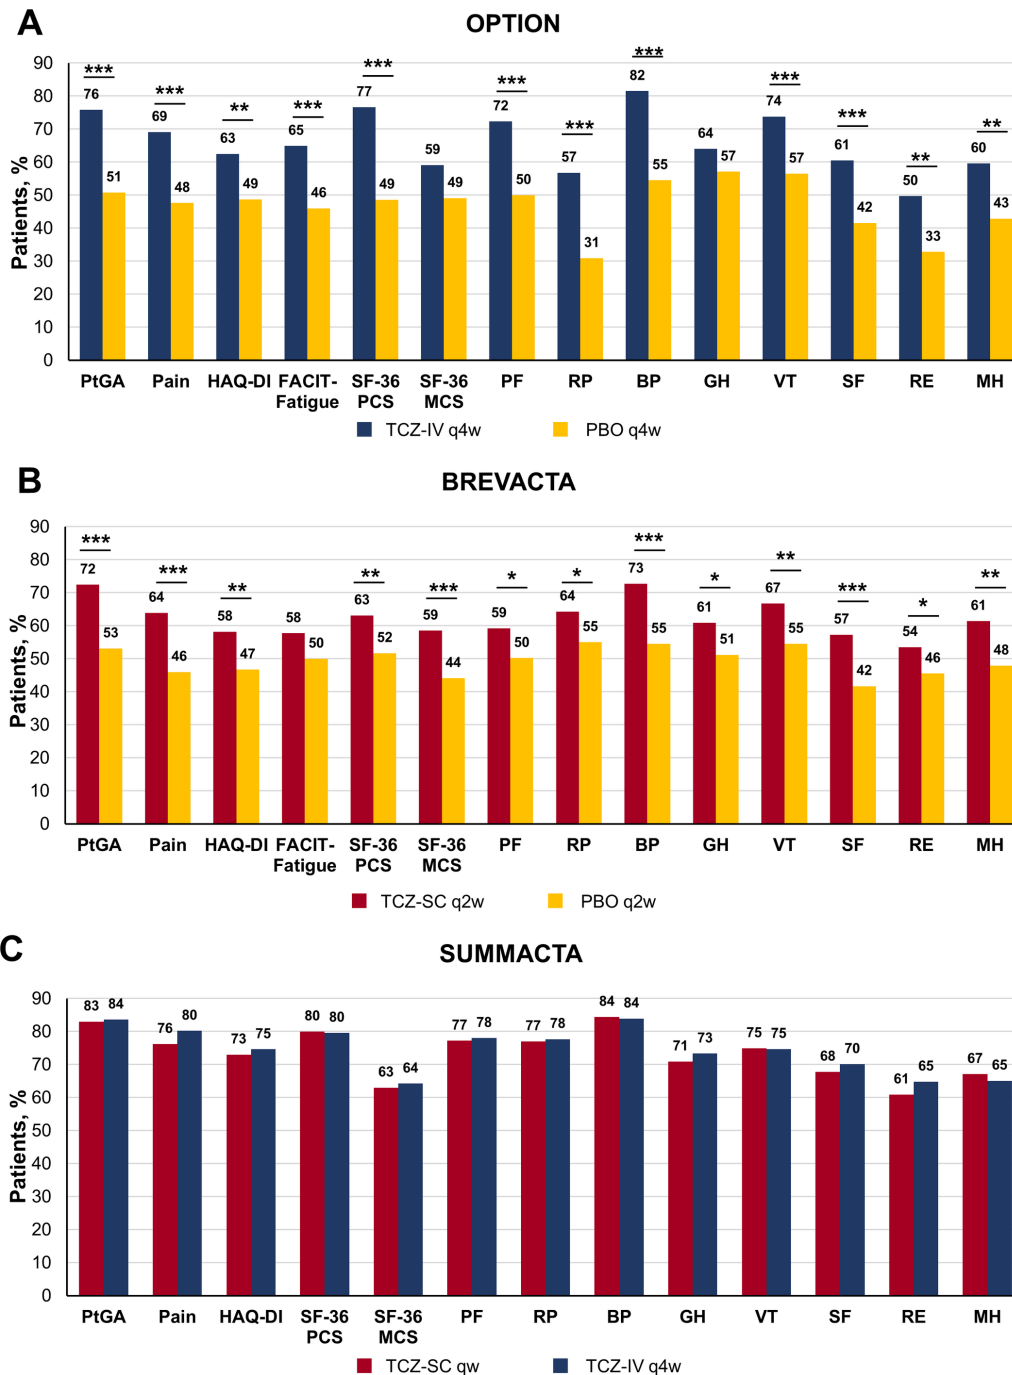 A
OPTION
Patients, %
90
80
70
60
50
40
30
20
10
0
*** *** ** *** *** *** *** *** *** *** ** **
76 51 69 48 63 49 65 46 77 49 59 49 72 50 57 31 82 55 64 57 74 57 61 42 50 33 60 43
PtGA Pain HAQ-DI FACIT- SF-36 SF-36 PF RP BP GH VT SF RE MH
Fatigue PCS MCS
TCZ-IV q4w PBO q4w
B
BREVACTA
Patients, %
90
80
70
60
50
40
30
20
10
0
*** *** ** ** *** * * *** * ** *** * **
72 53 64 46 58 47 58 50 63 52 59 44 59 50 64 55 73 55 61 51 67 55 57 42 54 46 61 48
PtGA Pain HAQ-DI FACIT- SF-36 SF-36 PF RP BP GH VT SF RE MH
Fatigue PCS MCS
TCZ-SC q2w PBO q2w
C
SUMMACTA
Patients, %
90
80
70
60
50
40
30
20
10
0
83 84 76 80 73 75 80 80 63 64 77 78 77 78 84 84 71 73 75 75 68 70 61 65 67 65
PtGA Pain HAQ-DI SF-36 SF-36 PF RP BP GH VT SF RE MH
PCS MCS
TCZ-SC qw TCZ-IV q4w